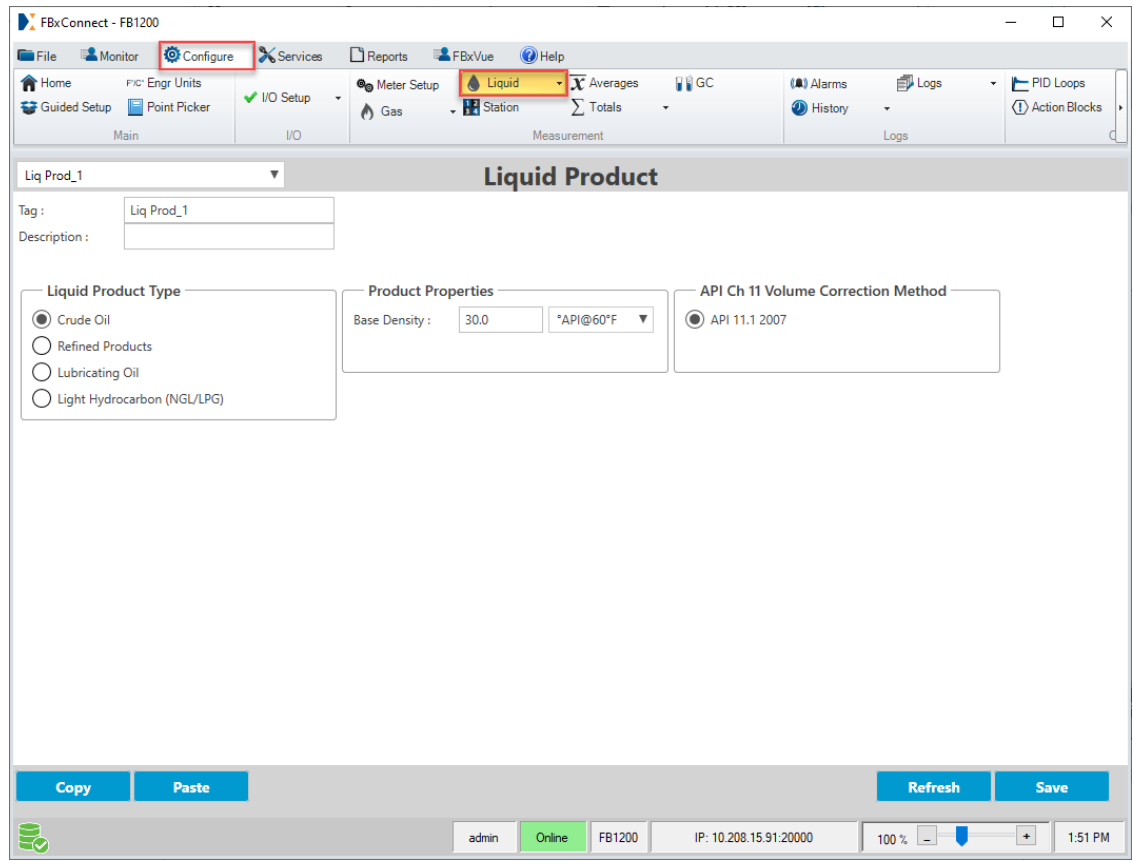 FBxConnect - FB1200
File Monitor Configure Services Reports FBxVue Help
Home Engr Units Meter Setup Liquid Averages GC Alarms Logs PID Loops
I/O Setup
Guided Setup Point Picker Gas Station Totals History Action Blocks
Main I/O Measurement Logs
Liq Prod_1 Liquid Product
Tag : Liq Prod_1
Description :
Liquid Product Type Product Properties API Ch 11 Volume Correction Method
Crude Oil Base Density : 30.0 °API@60°F API 11.1 2007
Refined Products
Lubricating Oil
Light Hydrocarbon (NGL/LPG)
Copy Paste Refresh Save
admin Online FB1200 IP: 10.208.15.91:20000 100 % - + 1:51 PM